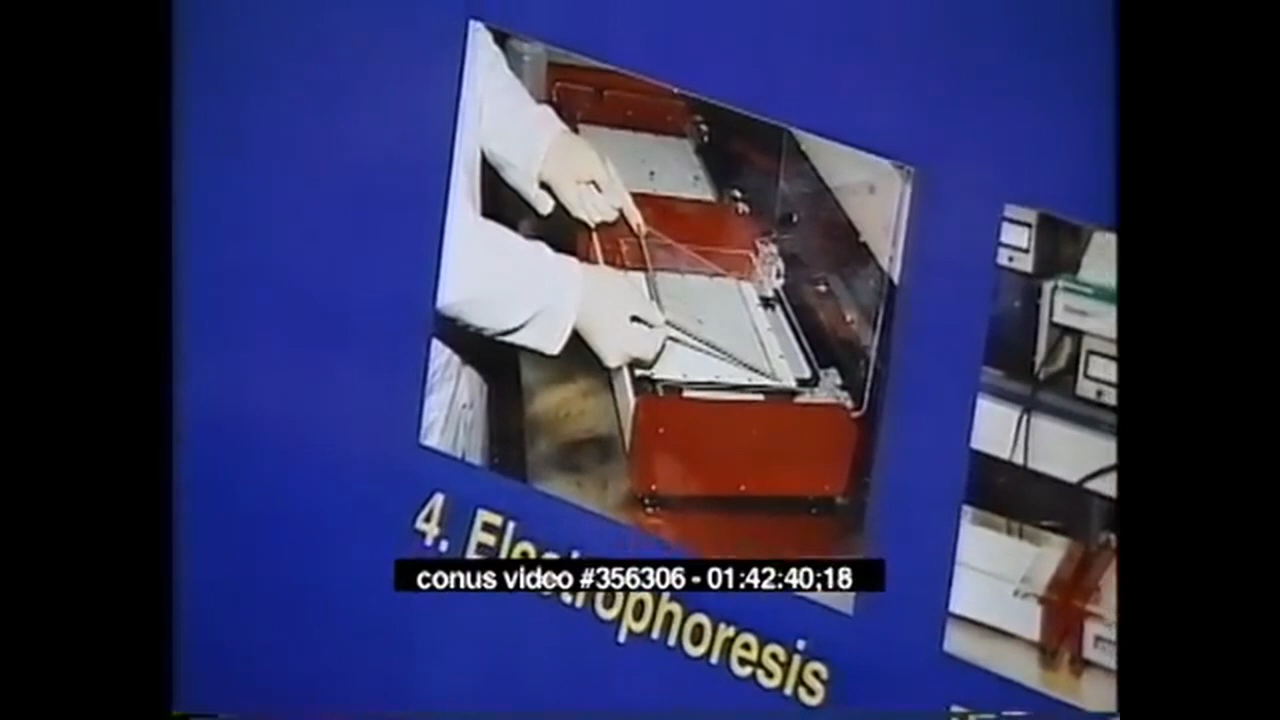 4. Electrophoresis
conus video #356306 - 01:42:40;18